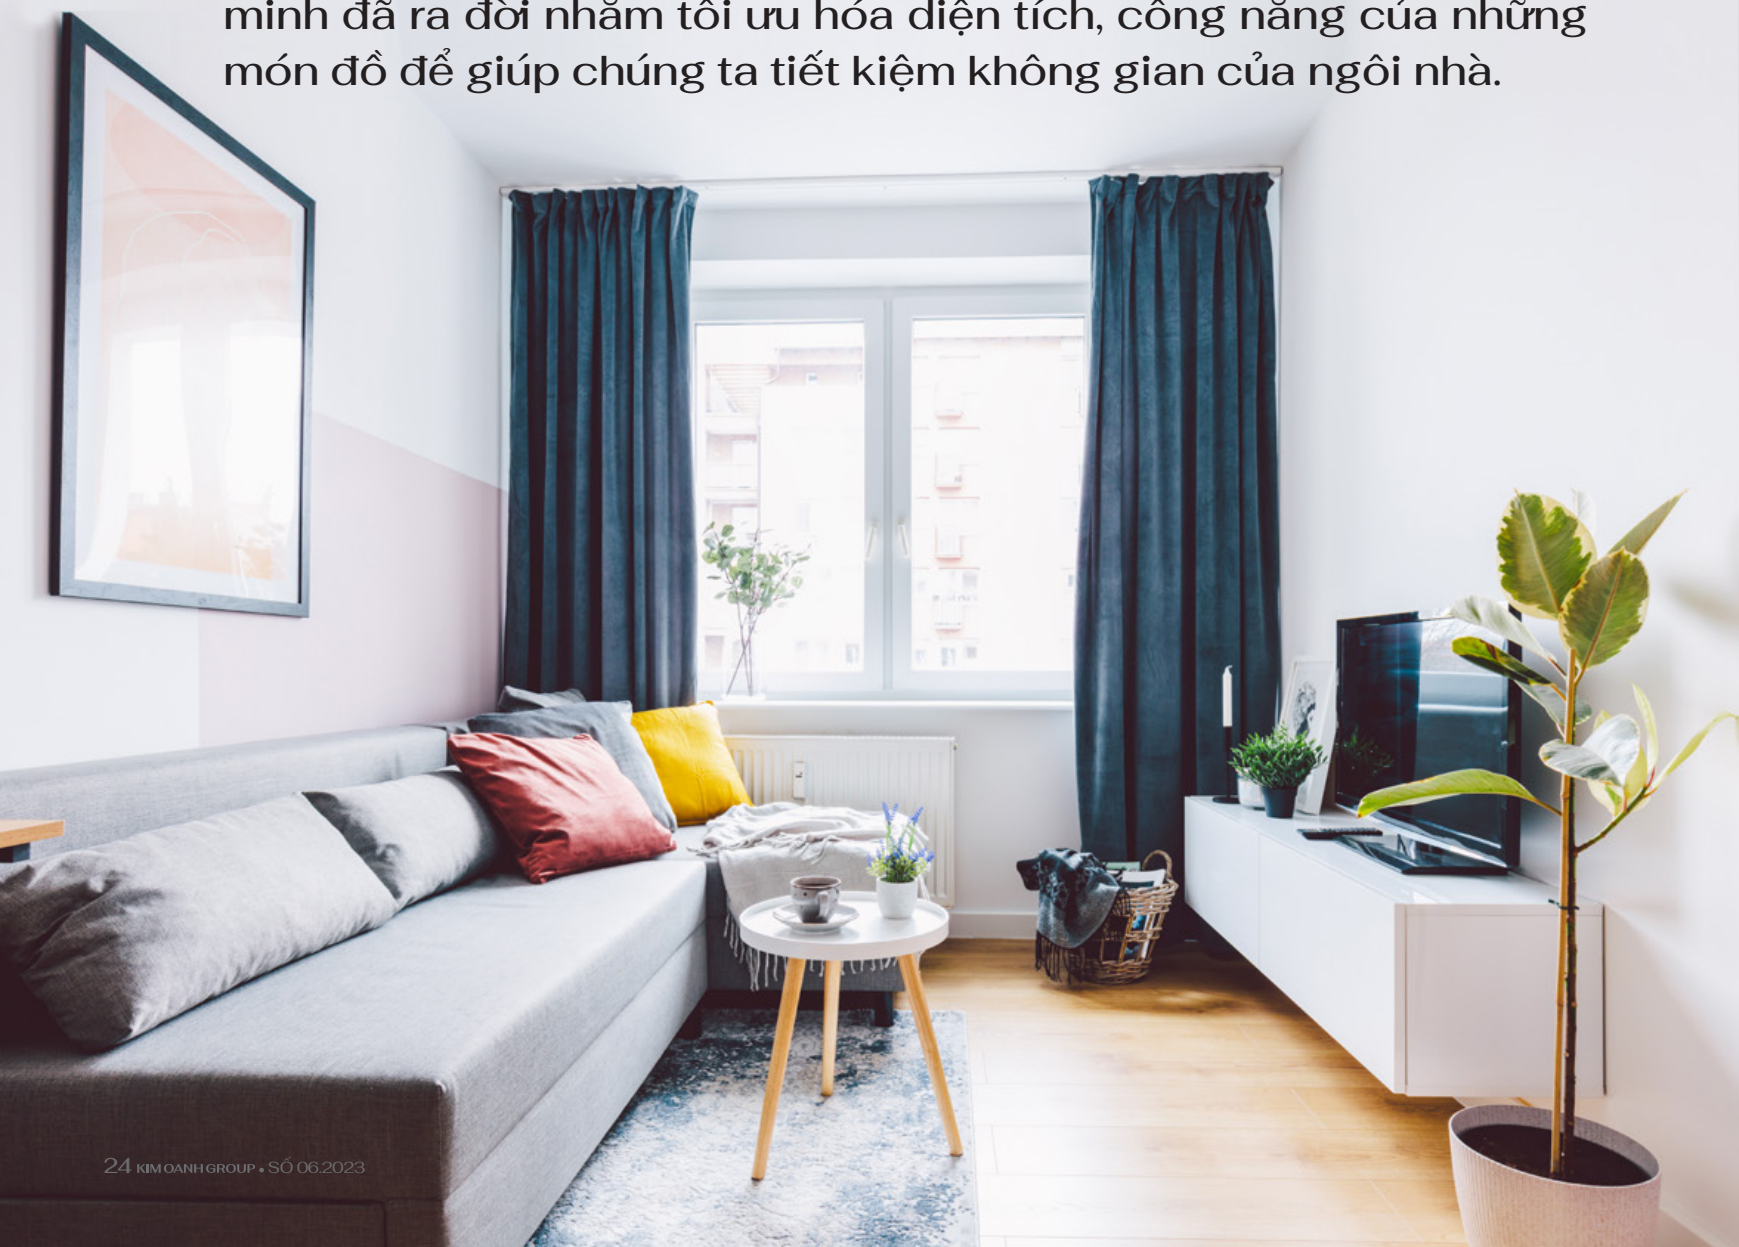 minh đã ra đời nhằm tối ưu hóa diện tích, công năng của những
món đồ để giúp chúng ta tiết kiệm không gian của ngôi nhà.
24 KIM OANH GROUP • SỐ 06.2023